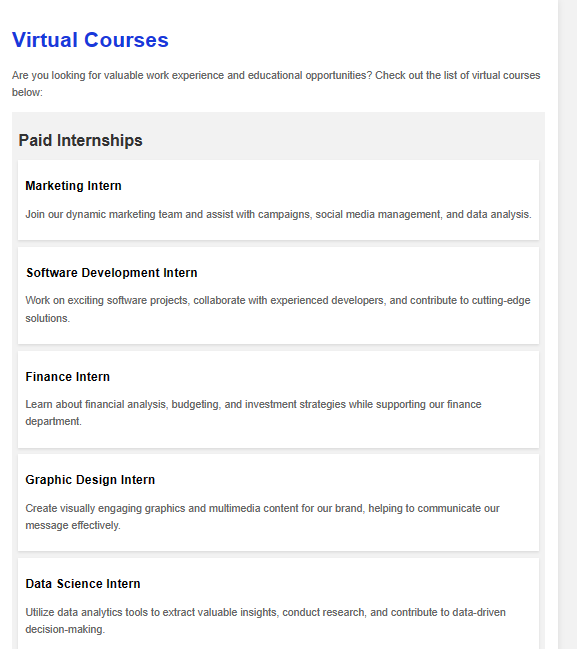 Virtual Courses
Are you looking for valuable work experience and educational opportunities? Check out the list of virtual courses
below:
Paid Internships
Marketing Intern
Join our dynamic marketing team and assist with campaigns, social media management, and data analysis.
Software Development Intern
Work on exciting software projects, collaborate with experienced developers, and contribute to cutting-edge
solutions.
Finance Intern
Learn about financial analysis, budgeting, and investment strategies while supporting our finance
department.
Graphic Design Intern
Create visually engaging graphics and multimedia content for our brand, helping to communicate our
message effectively.
Data Science Intern
Utilize data analytics tools to extract valuable insights, conduct research, and contribute to data-driven
decision-making.